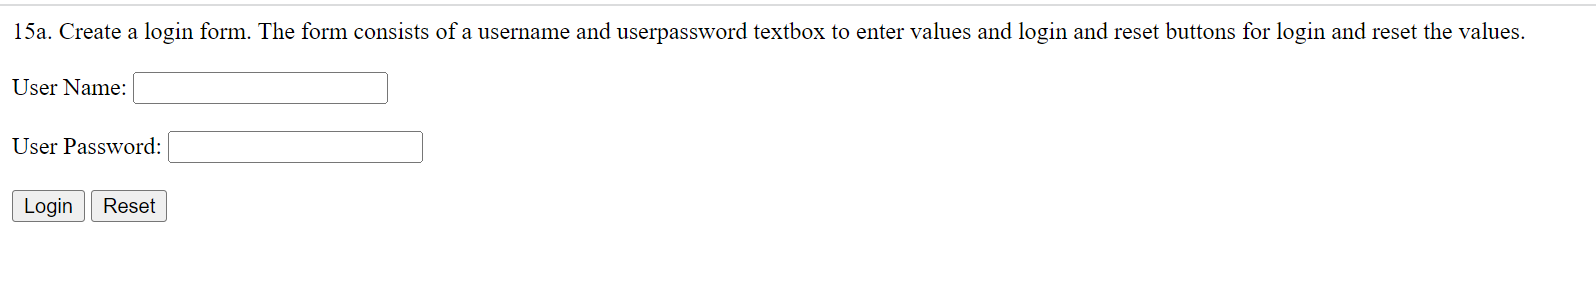 15a. Create a login form. The form consists of a username and userpassword textbox to enter values and login and reset buttons for login and reset the values.
User Name:
User Password:
Login Reset